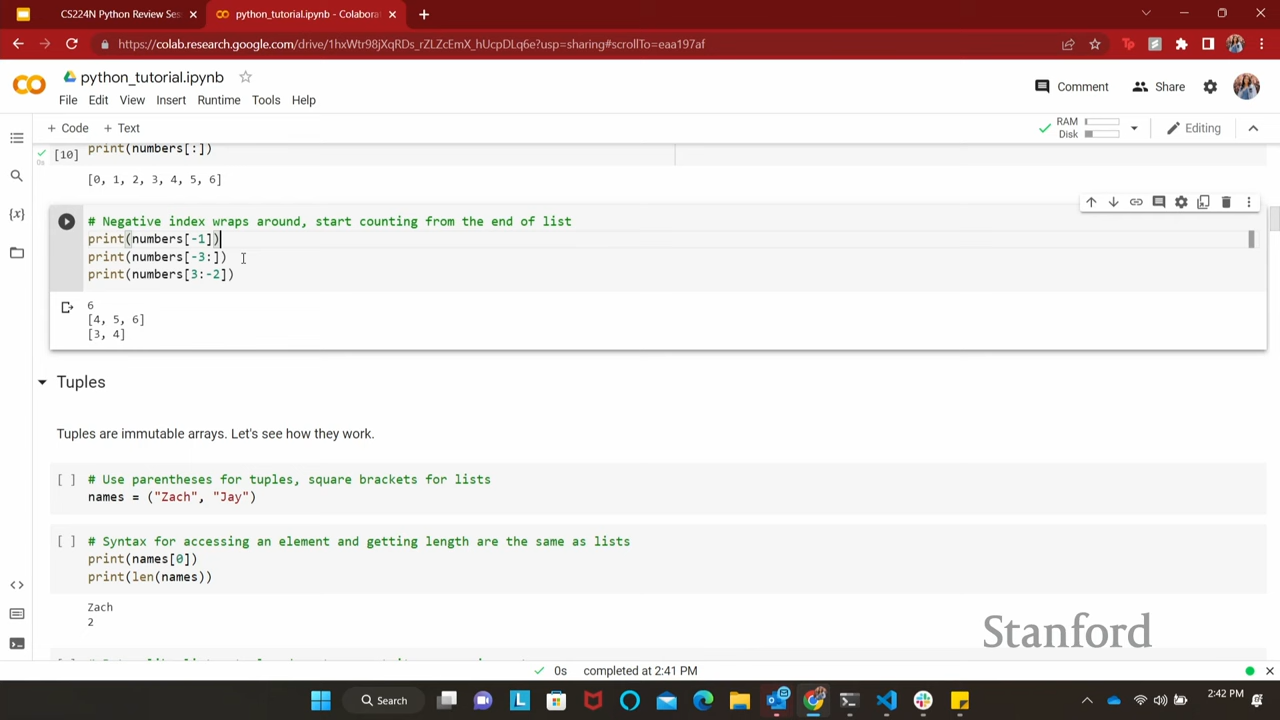 CS224N Python Review Ses
python_tutorial.ipynb - Colabora
https://colab.research.google.com/drive/1hxWtr98jXqRDs_rZLZcEmX_hUcpDLq6e?usp=sharing#scrollTo=eaa197af
python_tutorial.ipynb
Comment
Share
File Edit View Insert Runtime Tools Help
+ Code + Text
RAM
Disk
Editing
[10] print(numbers[:])
0s
[0, 1, 2, 3, 4, 5, 6]
# Negative index wraps around, start counting from the end of list
print(numbers[-1])
print(numbers[-3:])
print(numbers[3:-2])
6
[4, 5, 6]
[3, 4]
Tuples
Tuples are immutable arrays. Let's see how they work.
[ ] # Use parentheses for tuples, square brackets for lists
names = ("Zach", "Jay")
[ ] # Syntax for accessing an element and getting length are the same as lists
print(names[0])
print(len(names))
Zach
2
Stanford
0s completed at 2:41 PM
Search
2:42 PM